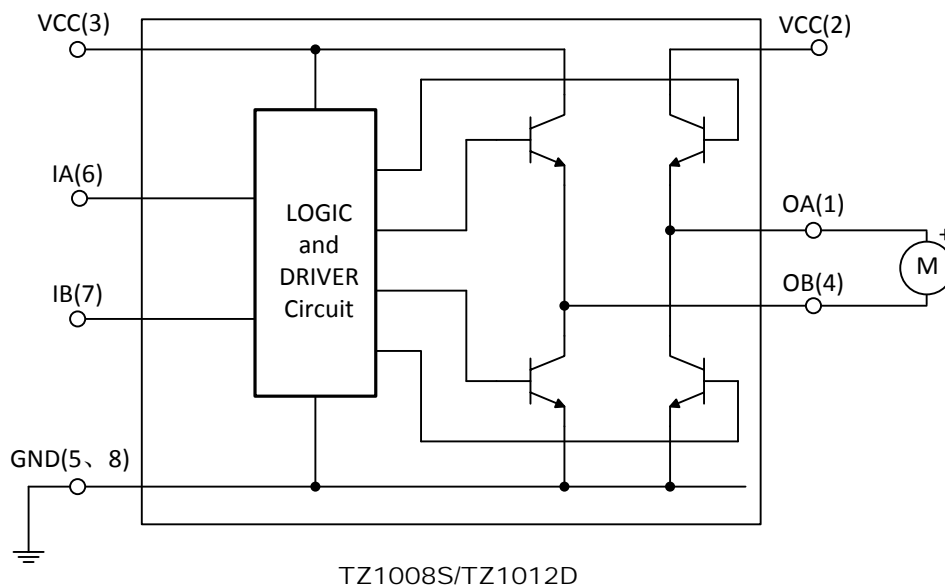 VCC(3)
VCC(2)
IA(6)
LOGIC
and
DRIVER
Circuit
OA(1)
+
M
IB(7)
OB(4)
GND(5、8)
TZ1008S/TZ1012D